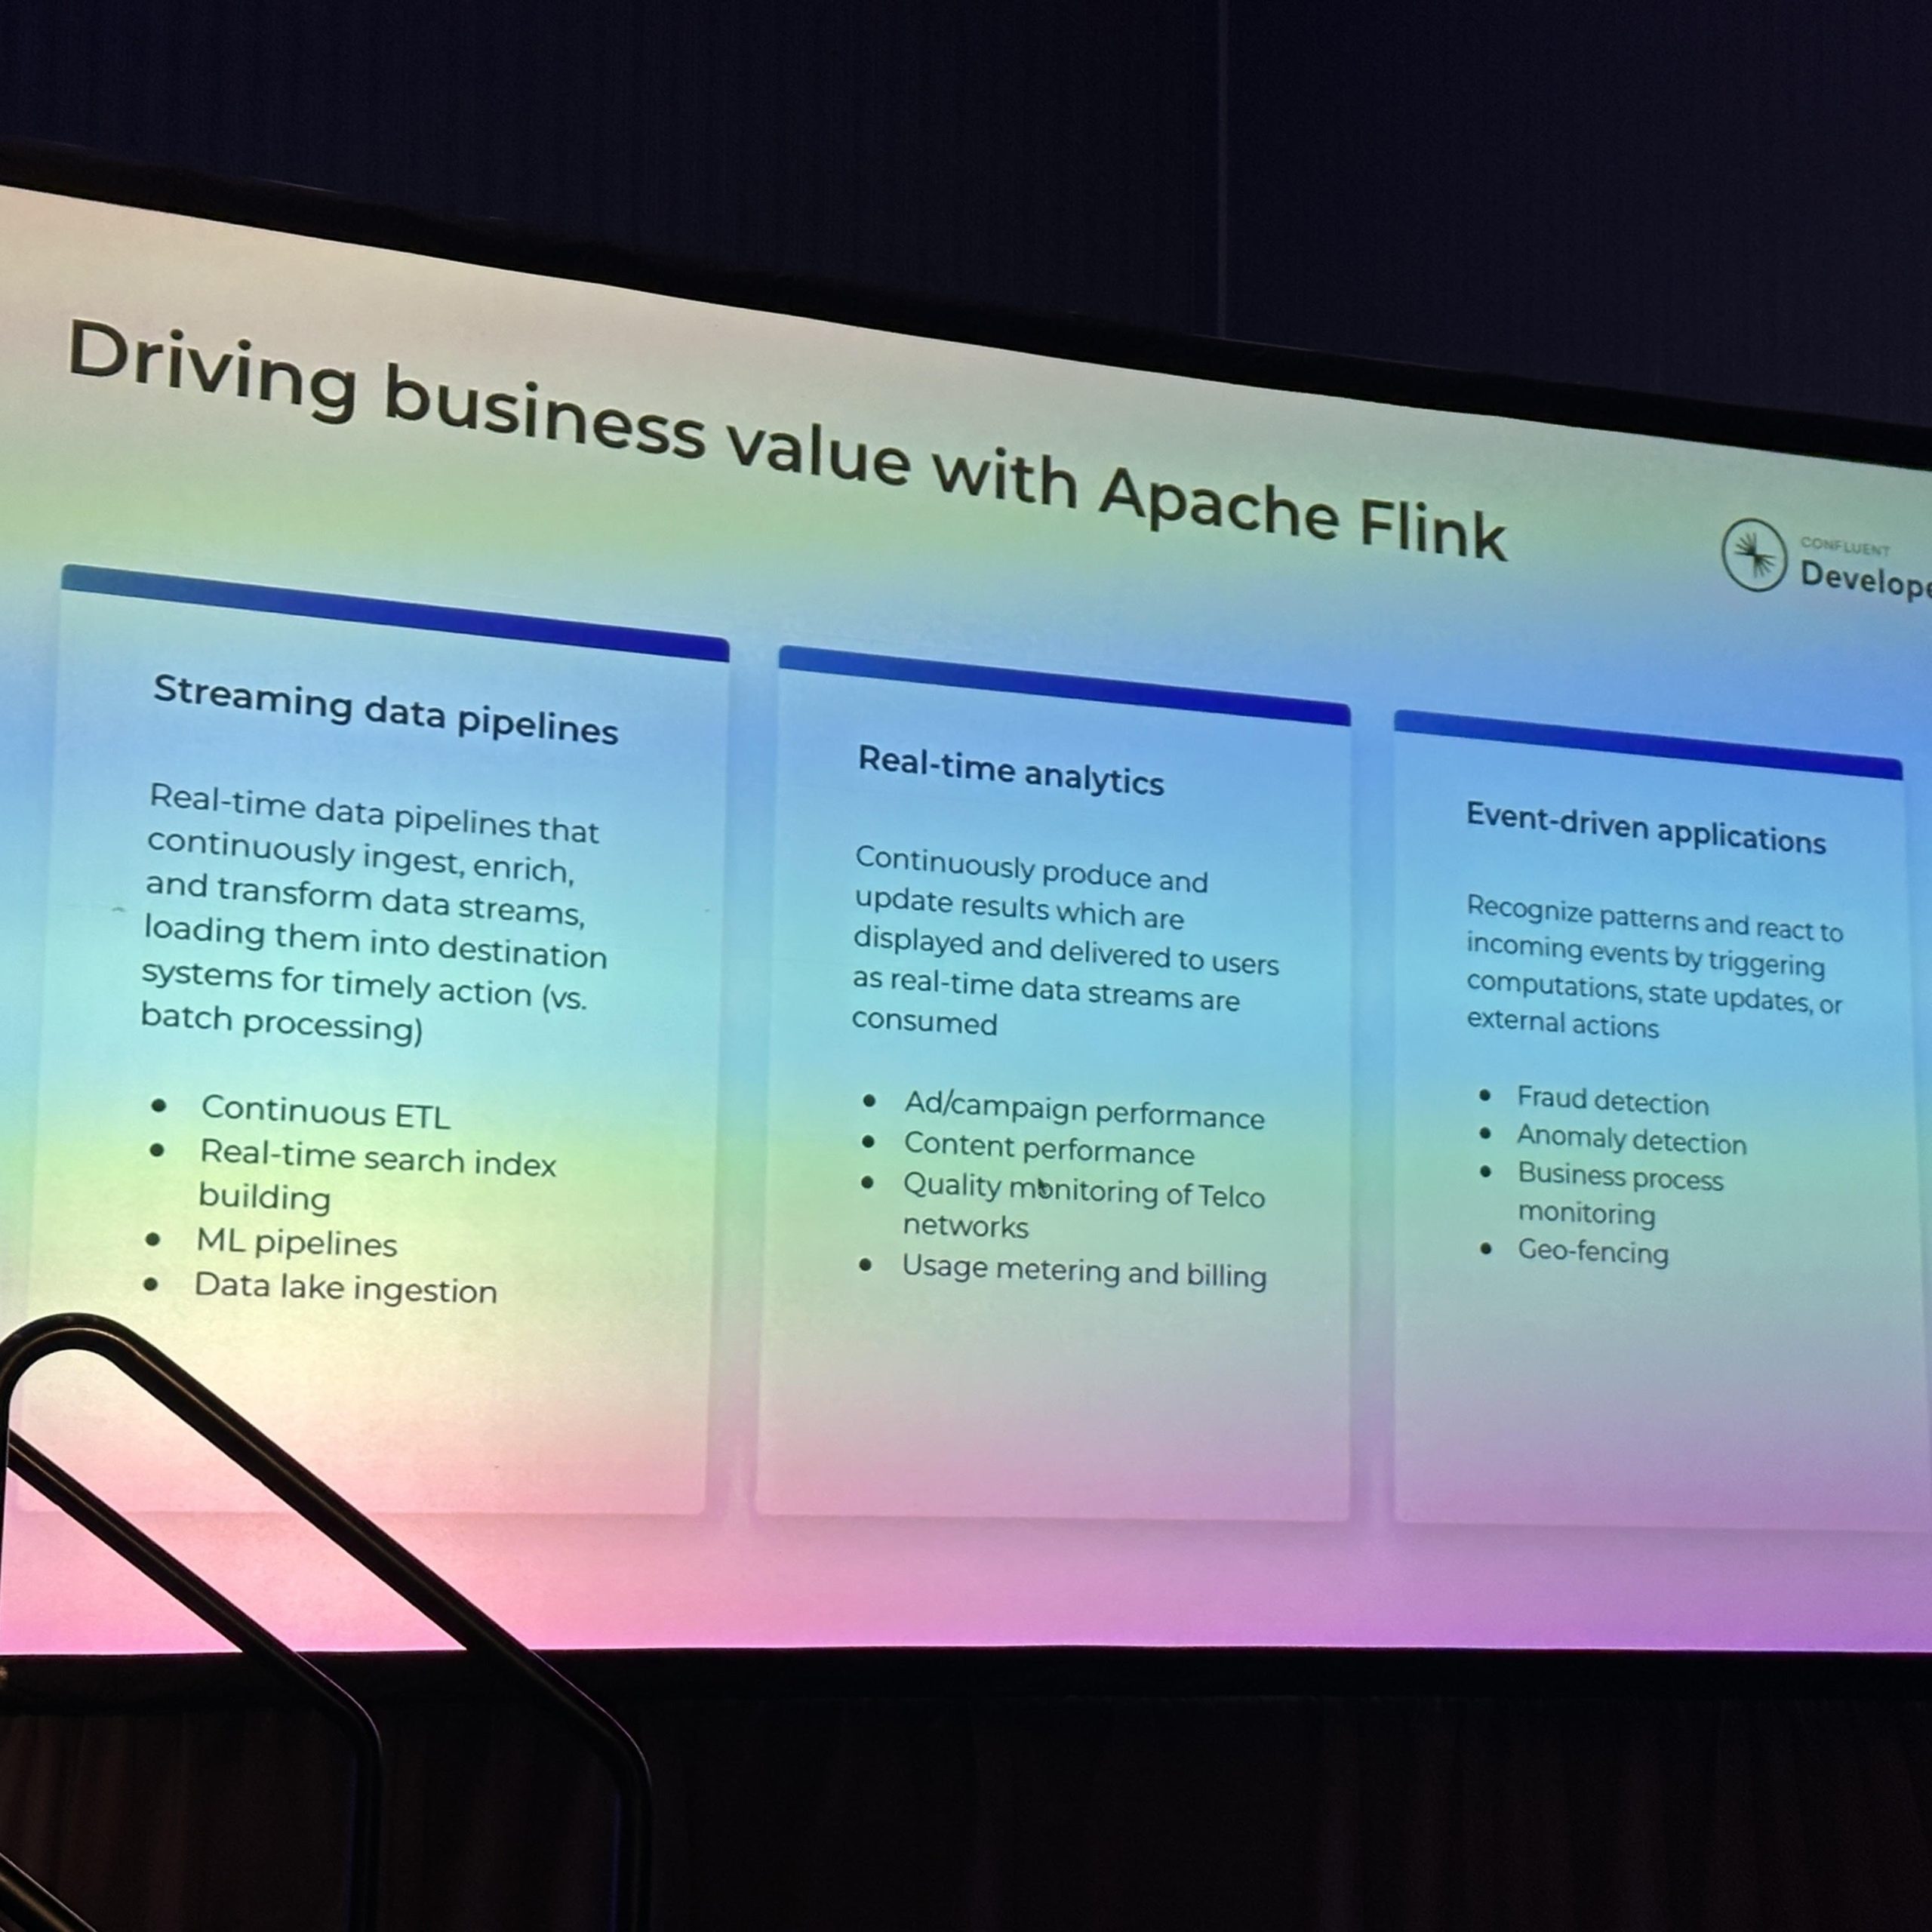 Driving business value with Apache Flink
CONFLUENT
Streaming data pipelines
Real-time data pipelines that
continuously ingest, enrich,
and transform data streams,
loading them into destination
systems for timely action (vs.
batch processing)
● Continuous ETL
● Real-time search index
building
● ML pipelines
● Data lake ingestion
Real-time analytics
Continuously produce and
update results which are
displayed and delivered to users
as real-time data streams are
consumed
● Ad/campaign performance
● Content performance
● Quality monitoring of Telco
networks
● Usage metering and billing
Event-driven applications
Recognize patterns and react to
incoming events by triggering
computations, state updates, or
external actions
● Fraud detection
● Anomaly detection
● Business process
monitoring
● Geo-fencing